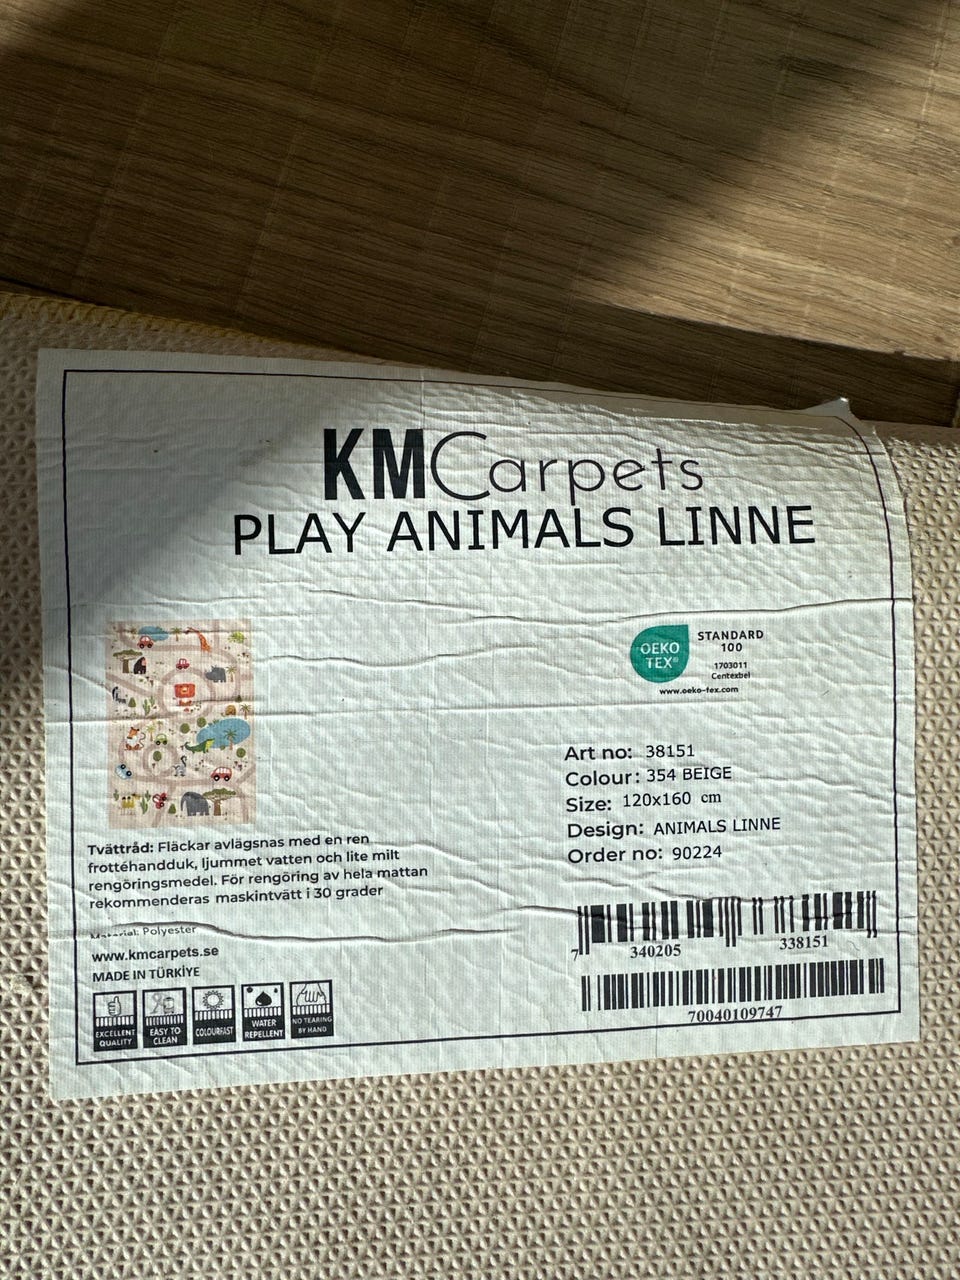 KMCarpets
PLAY ANIMALS LINNE
OEKO
TEX®
STANDARD
100
1703011
Centexbel
www.oeko-tex.com
Art no: 38151
Colour: 354 BEIGE
Size: 120x160 cm
Design: ANIMALS LINNE
Order no: 90224
Tvättråd: Fläckar avlägsnas med en ren
frottéhandduk, ljummet vatten och lite milt
rengöringsmedel. För rengöring av hela mattan
rekommenderas maskintvätt i 30 grader
Material: Polyester
www.kmcarpets.se
MADE IN TÜRKİYE
EXCELLENT
QUALITY
EASY TO
CLEAN
COLOURFAST
WATER
REPELLENT
NO TEARING
BY HAND
7 340205 338151
70040109747